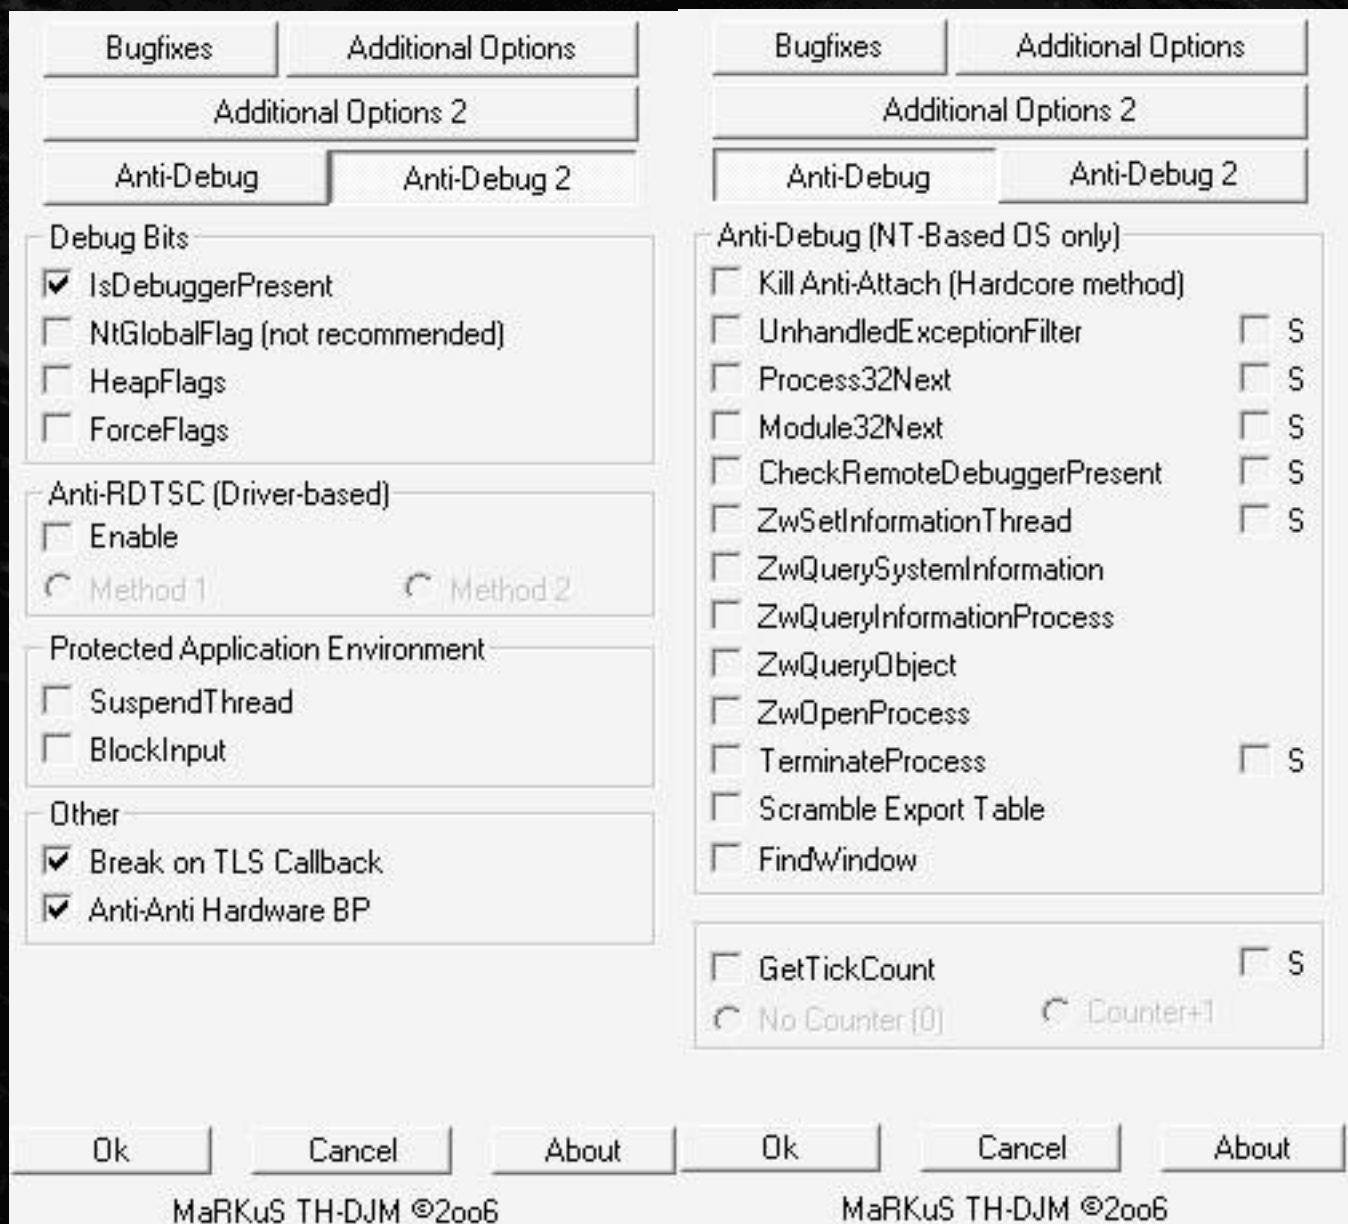 Bugfixes
Additional Options
Additional Options 2
Anti-Debug
Anti-Debug 2
Debug Bits
IsDebuggerPresent
NtGlobalFlag (not recommended)
HeapFlags
ForceFlags
Anti-RDTSC (Driver-based)
Enable
Method 1
Method 2
Protected Application Environment
SuspendThread
BlockInput
Other
Break on TLS Callback
Anti-Anti Hardware BP
Ok
Cancel
About
MaRKuS TH-DJM ©2oo6
Bugfixes
Additional Options
Additional Options 2
Anti-Debug
Anti-Debug 2
Anti-Debug (NT-Based OS only)
Kill Anti-Attach (Hardcore method)
UnhandledExceptionFilter S
Process32Next S
Module32Next S
CheckRemoteDebuggerPresent S
ZwSetInformationThread S
ZwQuerySystemInformation
ZwQueryInformationProcess
ZwQueryObject
ZwOpenProcess
TerminateProcess S
Scramble Export Table
FindWindow
GetTickCount S
No Counter (0)
Counter+1
Ok
Cancel
About
MaRKuS TH-DJM ©2oo6